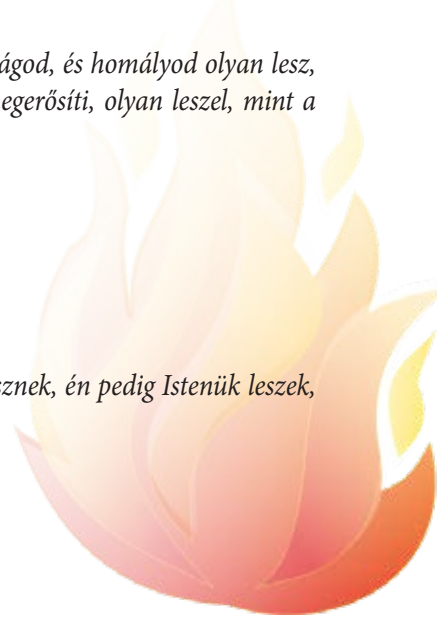 ágod, és homályod olyan lesz,
egerősíti, olyan leszel, mint a
sznek, én pedig Istenük leszek,